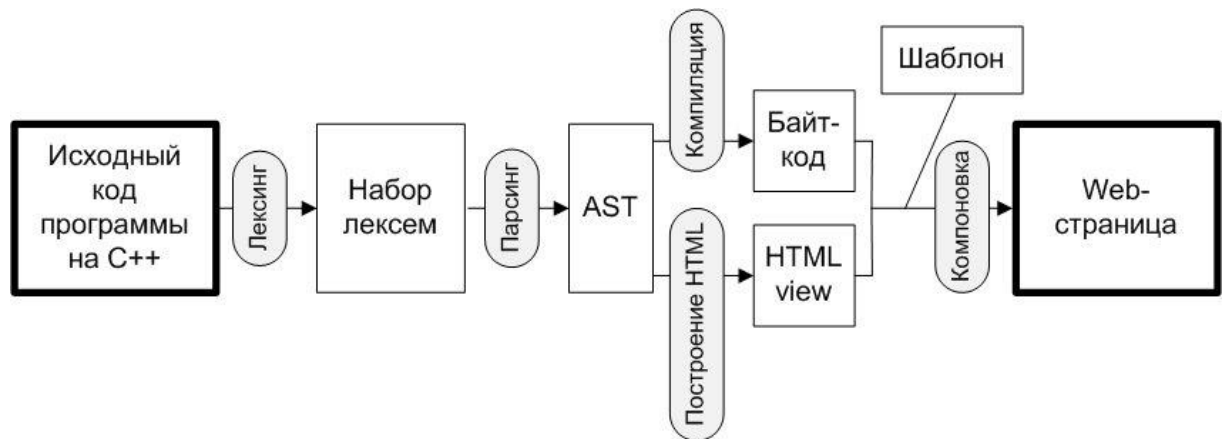 Исходный
код
программы
на C++
Лексинг
Набор
лексем
Парсинг
AST
Компиляция
Построение HTML
Байт-
код
HTML
view
Шаблон
Компоновка
Web-
страница